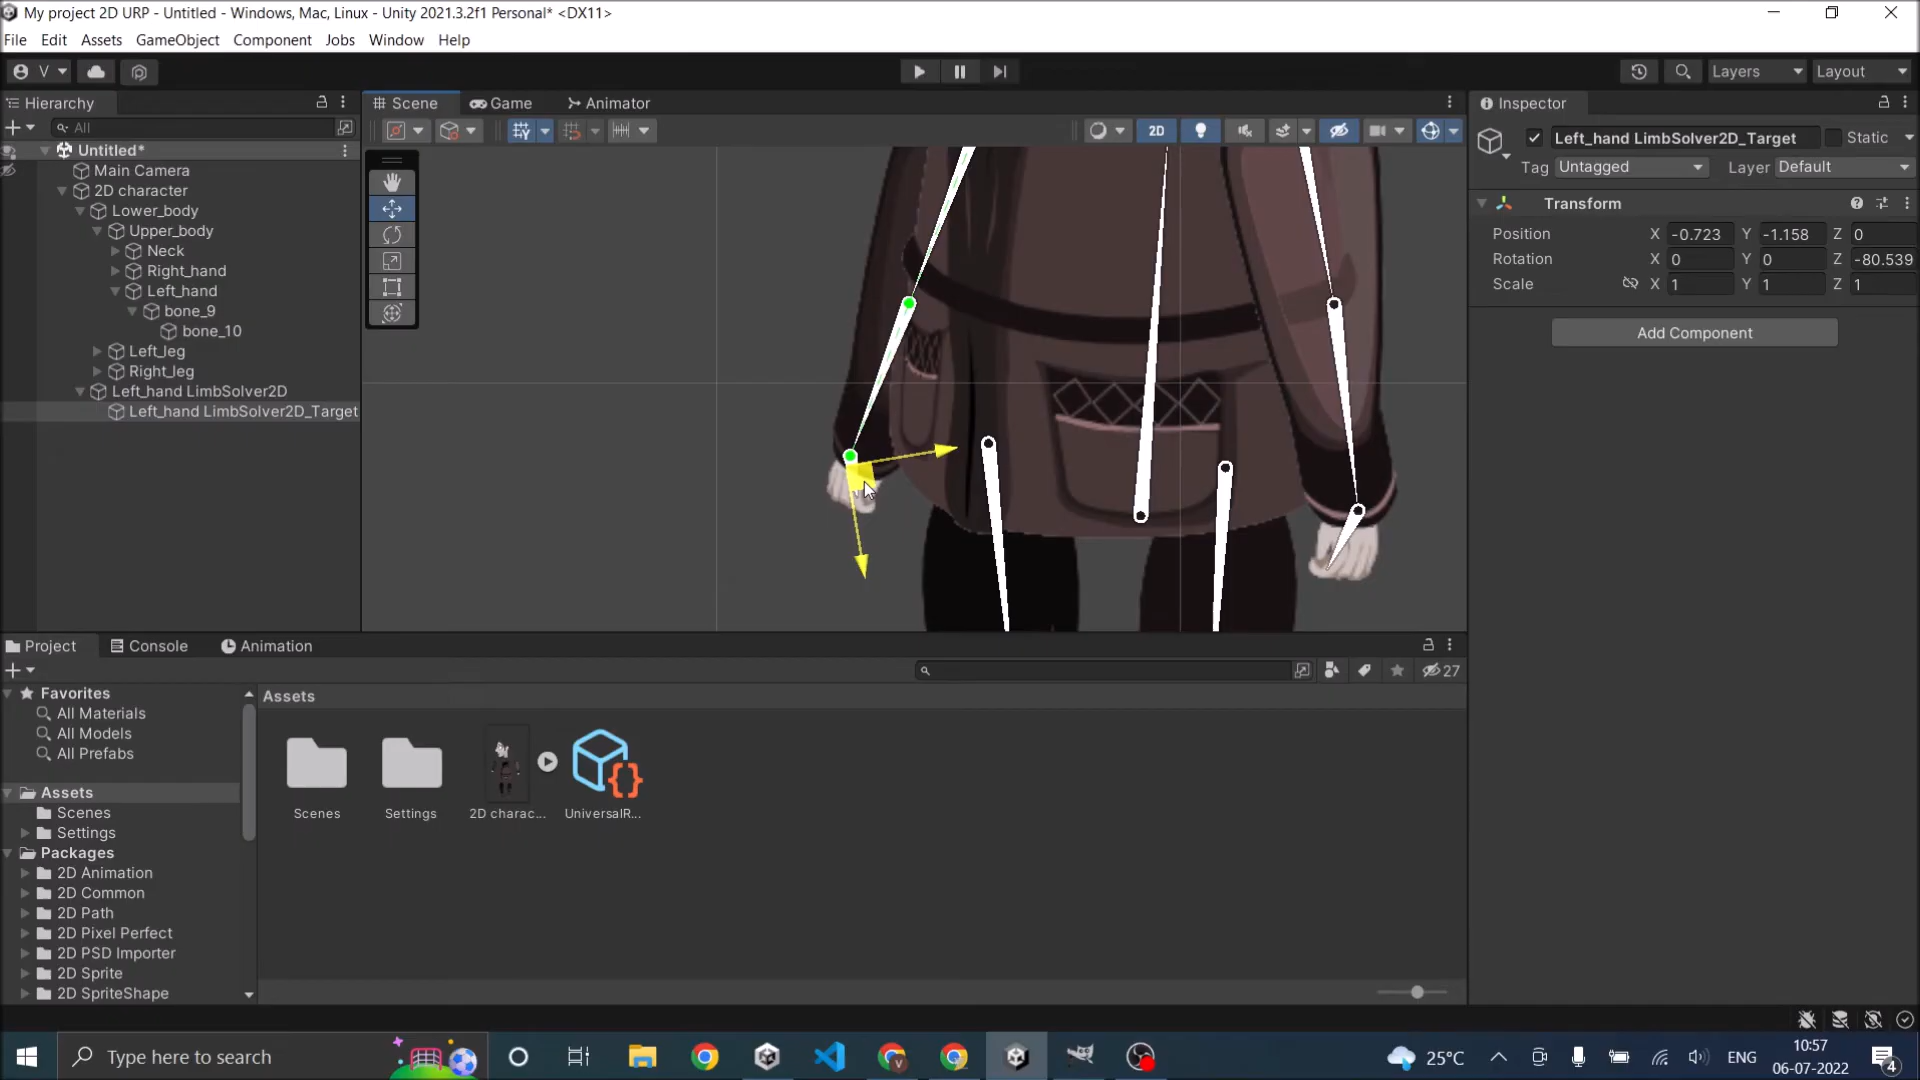 My project 2D URP - Untitled - Windows, Mac, Linux - Unity 2021.3.2f1 Personal* <DX11>
File Edit Assets GameObject Component Jobs Window Help
V Layers Layout
Hierarchy Scene Game Animator Inspector
All 2D
Untitled*
Main Camera
2D character
Lower_body
Upper_body
Neck
Right_hand
Left_hand
bone_9
bone_10
Left_leg
Right_leg
Left_hand LimbSolver2D
Left_hand LimbSolver2D_Target
Left_hand LimbSolver2D_Target Static
Tag Untagged Layer Default
Transform
Position X -0.723 Y -1.158 Z 0
Rotation X 0 Y 0 Z -80.539
Scale X 1 Y 1 Z 1
Add Component
Project Console Animation
27
Favorites
All Materials
All Models
All Prefabs
Assets
Scenes
Settings
Packages
2D Animation
2D Common
2D Path
2D Pixel Perfect
2D PSD Importer
2D Sprite
2D SpriteShape
Assets
Scenes Settings 2D charac... UniversalR...
Type here to search
25°C ENG
10:57
06-07-2022
4